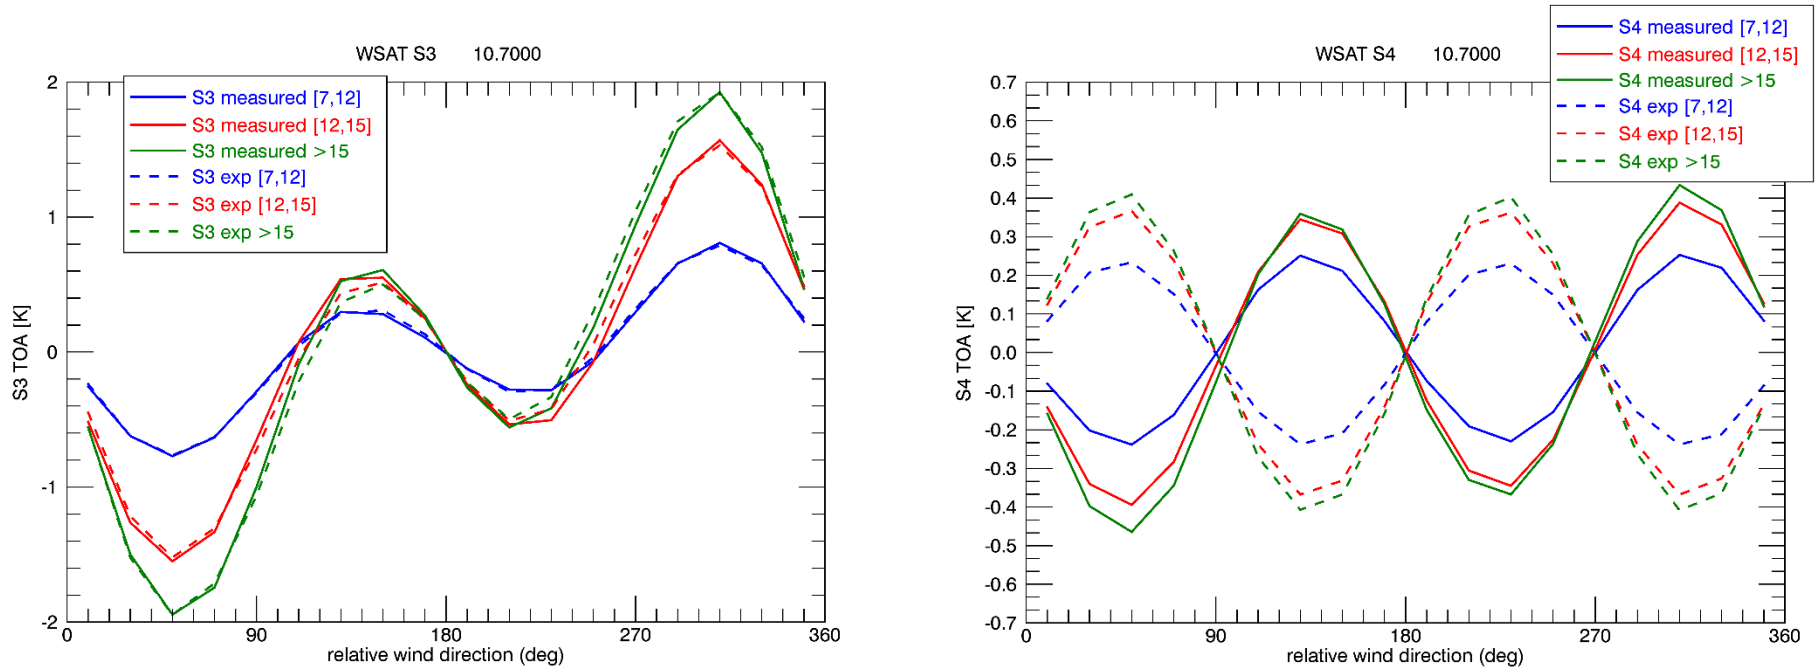 WSAT S3 10.7000
S3 measured [7,12]
S3 measured [12,15]
S3 measured >15
S3 exp [7,12]
S3 exp [12,15]
S3 exp >15
2
1
0
-1
-2
S3 TOA [K]
0 90 180 270 360
relative wind direction (deg)
WSAT S4 10.7000
S4 measured [7,12]
S4 measured [12,15]
S4 measured >15
S4 exp [7,12]
S4 exp [12,15]
S4 exp >15
0.7
0.6
0.5
0.4
0.3
0.2
0.1
0.0
-0.1
-0.2
-0.3
-0.4
-0.5
-0.6
-0.7
S4 TOA [K]
0 90 180 270 360
relative wind direction (deg)